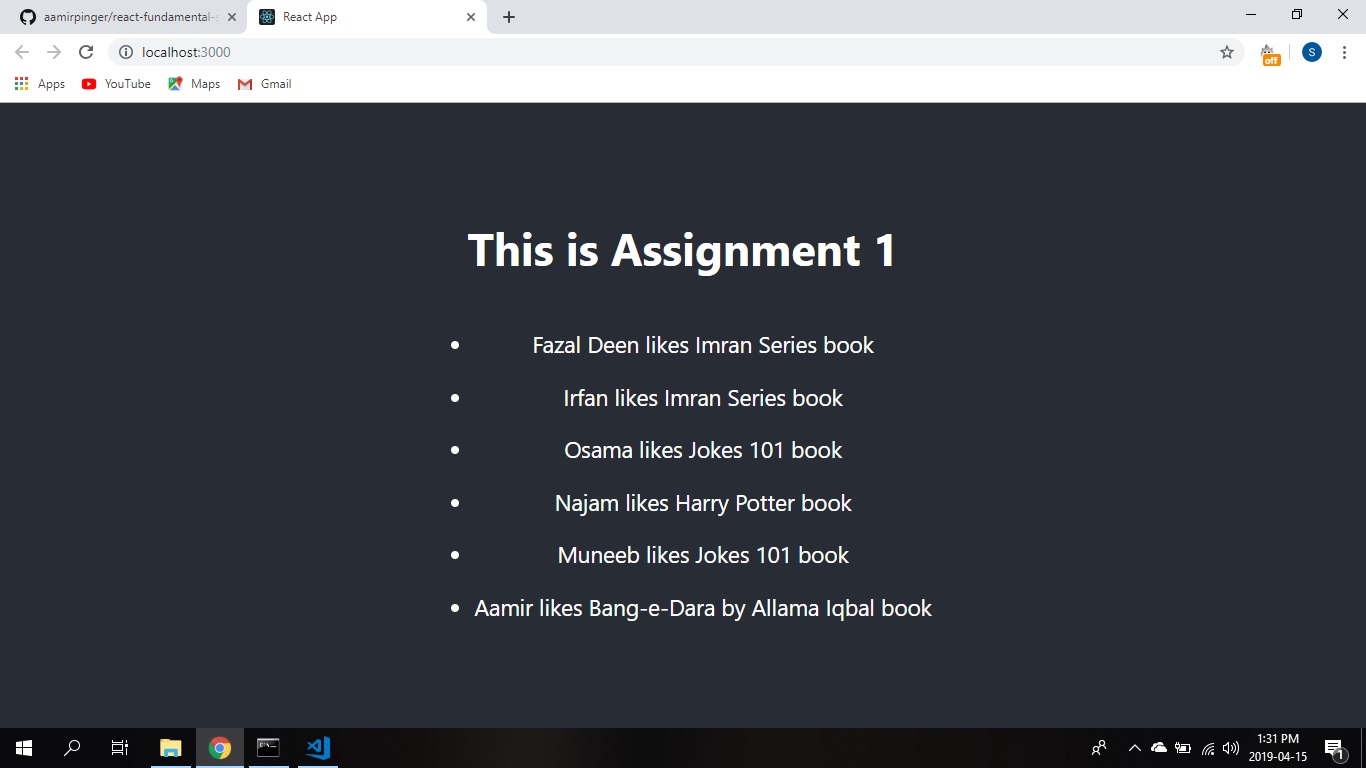 aamirpinger/react-fundamental-s
React App
localhost:3000
off
S
Apps
YouTube
Maps
Gmail
This is Assignment 1
• Fazal Deen likes Imran Series book
• Irfan likes Imran Series book
• Osama likes Jokes 101 book
• Najam likes Harry Potter book
• Muneeb likes Jokes 101 book
• Aamir likes Bang-e-Dara by Allama Iqbal book
1:31 PM
2019-04-15
1